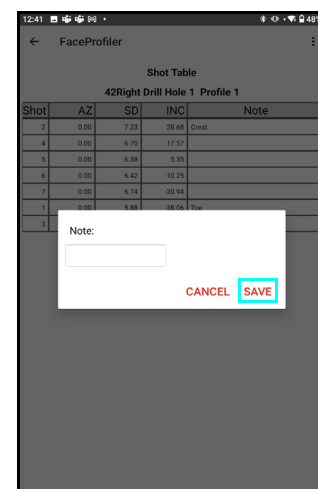 12:41 48%
FaceProfiler
Shot Table
42Right Drill Hole 1 Profile 1
Shot AZ SD INC Note
2 0.00 7.23 28.68 Crest
4 0.00 6.70 17.57
5 0.00 6.38 5.35
6 0.00 6.42 -10.25
7 0.00 6.74 -20.94
1 0.00 5.88 -38.06 Toe
3
Note:
CANCEL SAVE